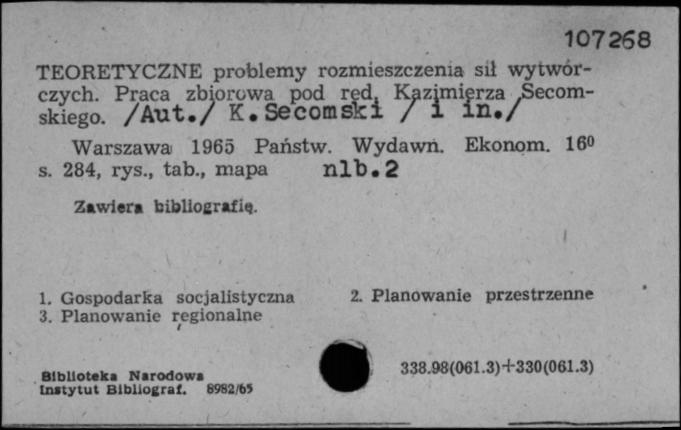 107268
TEORETYCZNE problemy rozmieszczenia sił wytwór-
czych. Praca zbiorowa pod red. Kazimierza Secom-
skiego. /Aut./ K.Secomski / i in./
Warszawa 1965 Państw. Wydawn. Ekonom. 16⁰
s. 284, rys., tab., mapa nlb.2
Zawiera bibliografię.
1. Gospodarka socjalistyczna 2. Planowanie przestrzenne
3. Planowanie regionalne
338.98(061.3)+330(061.3)
Biblioteka Narodowa
Instytut Bibliograf. 8982/65